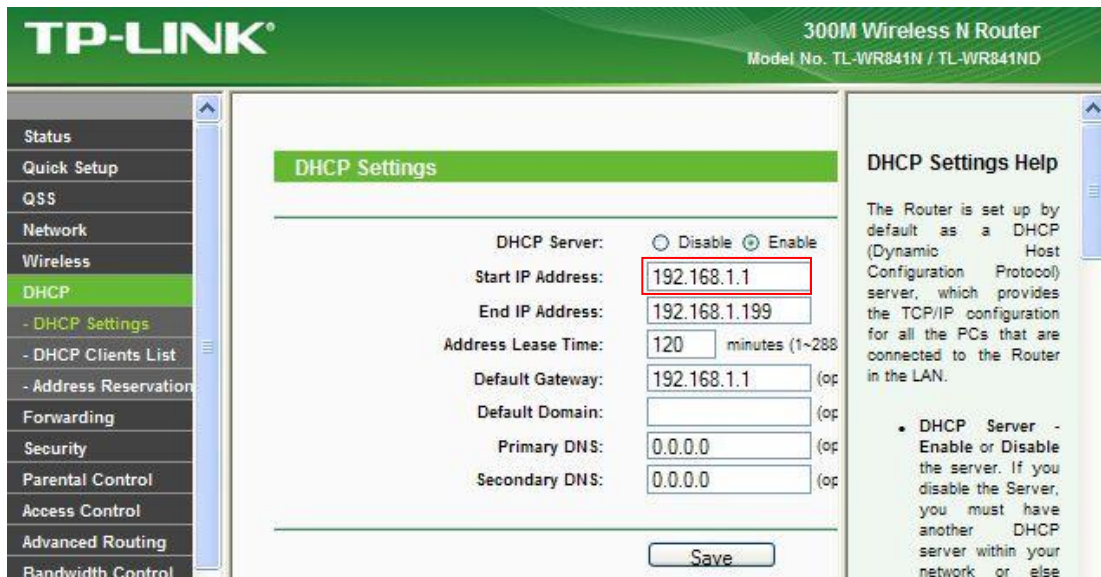 TP-LINK®
300M Wireless N Router
Model No. TL-WR841N / TL-WR841ND
Status
Quick Setup
QSS
Network
Wireless
DHCP
- DHCP Settings
- DHCP Clients List
- Address Reservation
Forwarding
Security
Parental Control
Access Control
Advanced Routing
Bandwidth Control
DHCP Settings
DHCP Server: Disable Enable
Start IP Address: 192.168.1.1
End IP Address: 192.168.1.199
Address Lease Time: 120 minutes (1~288
Default Gateway: 192.168.1.1 (op
Default Domain: (op
Primary DNS: 0.0.0.0 (op
Secondary DNS: 0.0.0.0 (op
Save
DHCP Settings Help
The Router is set up by
default as a DHCP
(Dynamic Host
Configuration Protocol)
server, which provides
the TCP/IP configuration
for all the PCs that are
connected to the Router
in the LAN.
• DHCP Server -
Enable or Disable
the server. If you
disable the Server,
you must have
another DHCP
server within your
network or else